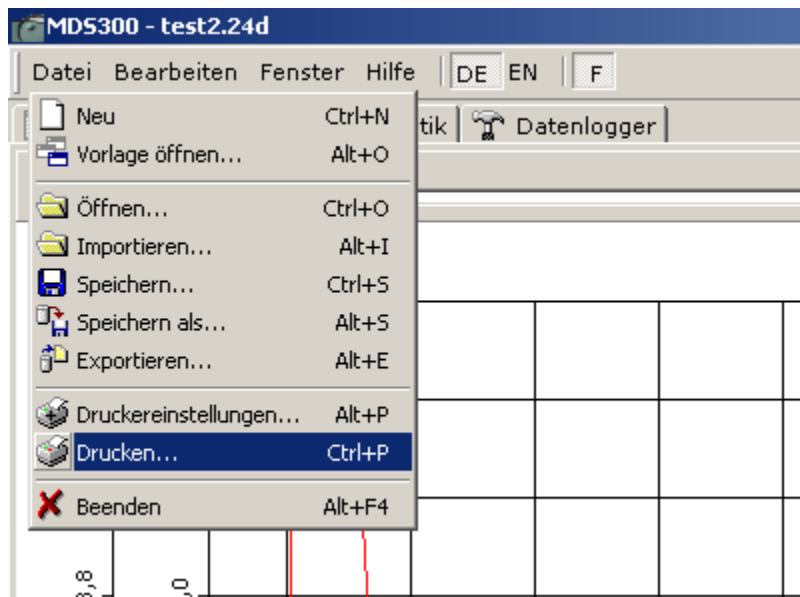 MDS300 - test2.24d
Datei Bearbeiten Fenster Hilfe DE EN F
tik Datenlogger
Neu Ctrl+N
Vorlage öffnen... Alt+O
Öffnen... Ctrl+O
Importieren... Alt+I
Speichern... Ctrl+S
Speichern als... Alt+S
Exportieren... Alt+E
Druckereinstellungen... Alt+P
Drucken... Ctrl+P
Beenden Alt+F4